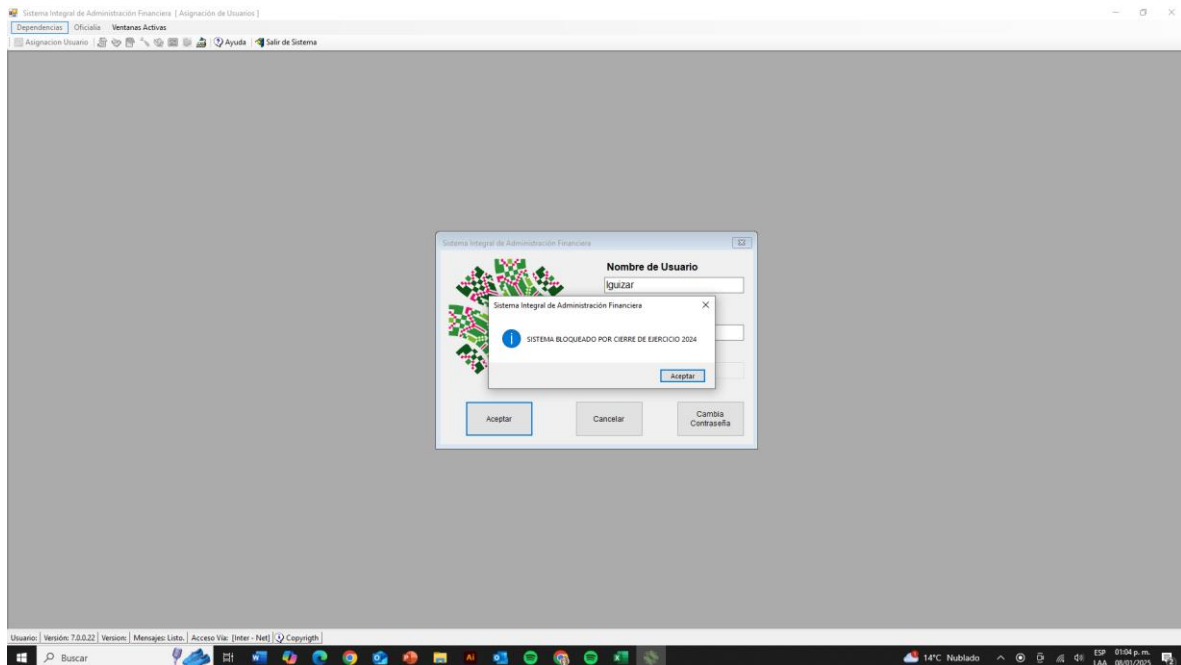 Sistema Integral de Administración Financiera [ Asignación de Usuarios ]
Dependencias Oficialía Ventanas Activas
Asignacion Usuario Ayuda Salir de Sistema
Sistema Integral de Administración Financiera
Nombre de Usuario
lguizar
Sistema Integral de Administración Financiera
SISTEMA BLOQUEADO POR CIERRE DE EJERCICIO 2024
Aceptar
Aceptar
Cancelar
Cambia
Contraseña
Usuario: Versión: 7.0.0.22 Version: Mensajes: Listo. Acceso Vía: [Inter - Net] Copyrigth
Buscar
14°C Nublado
ESP 01:04 p. m.
LAA 08/01/2025